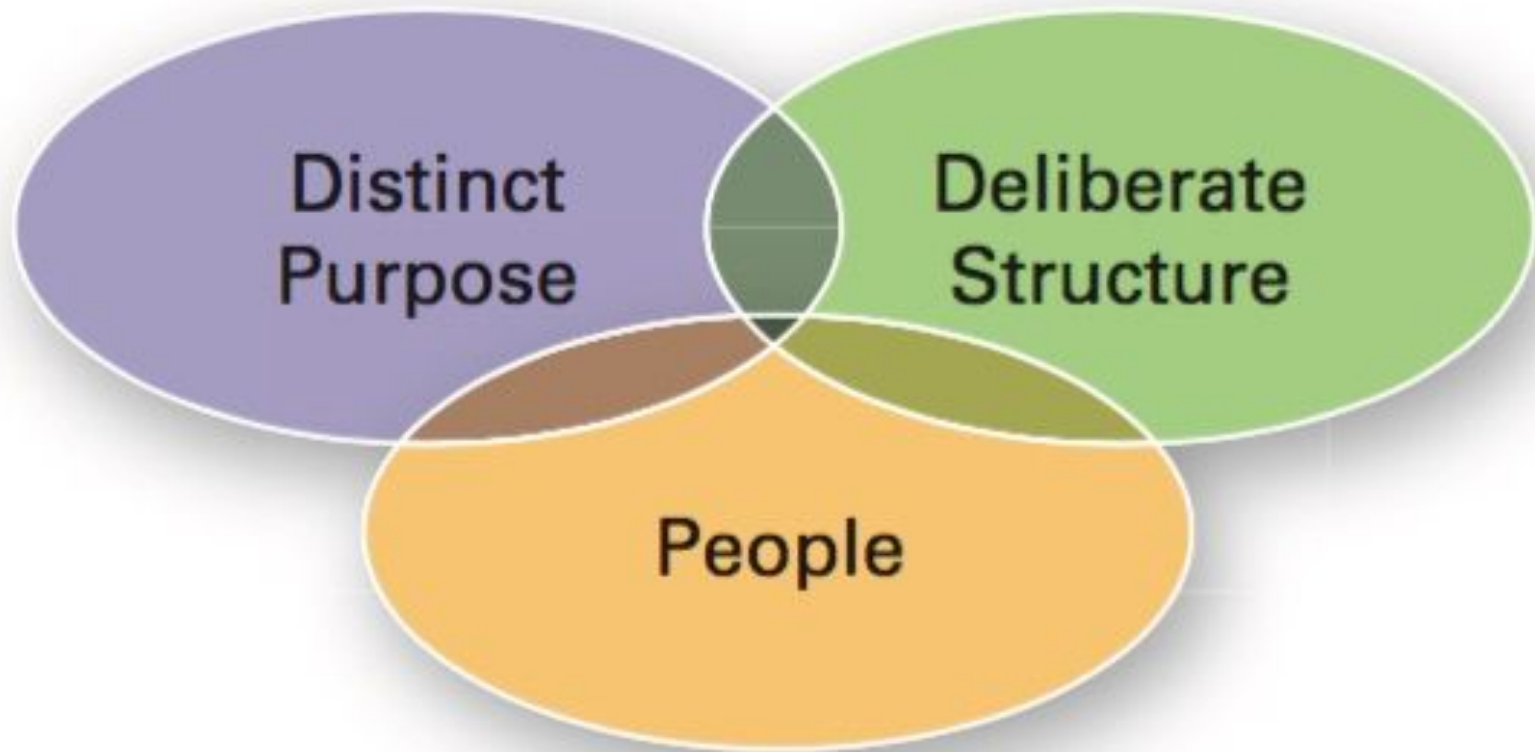 Distinct
Purpose
Deliberate
Structure
People